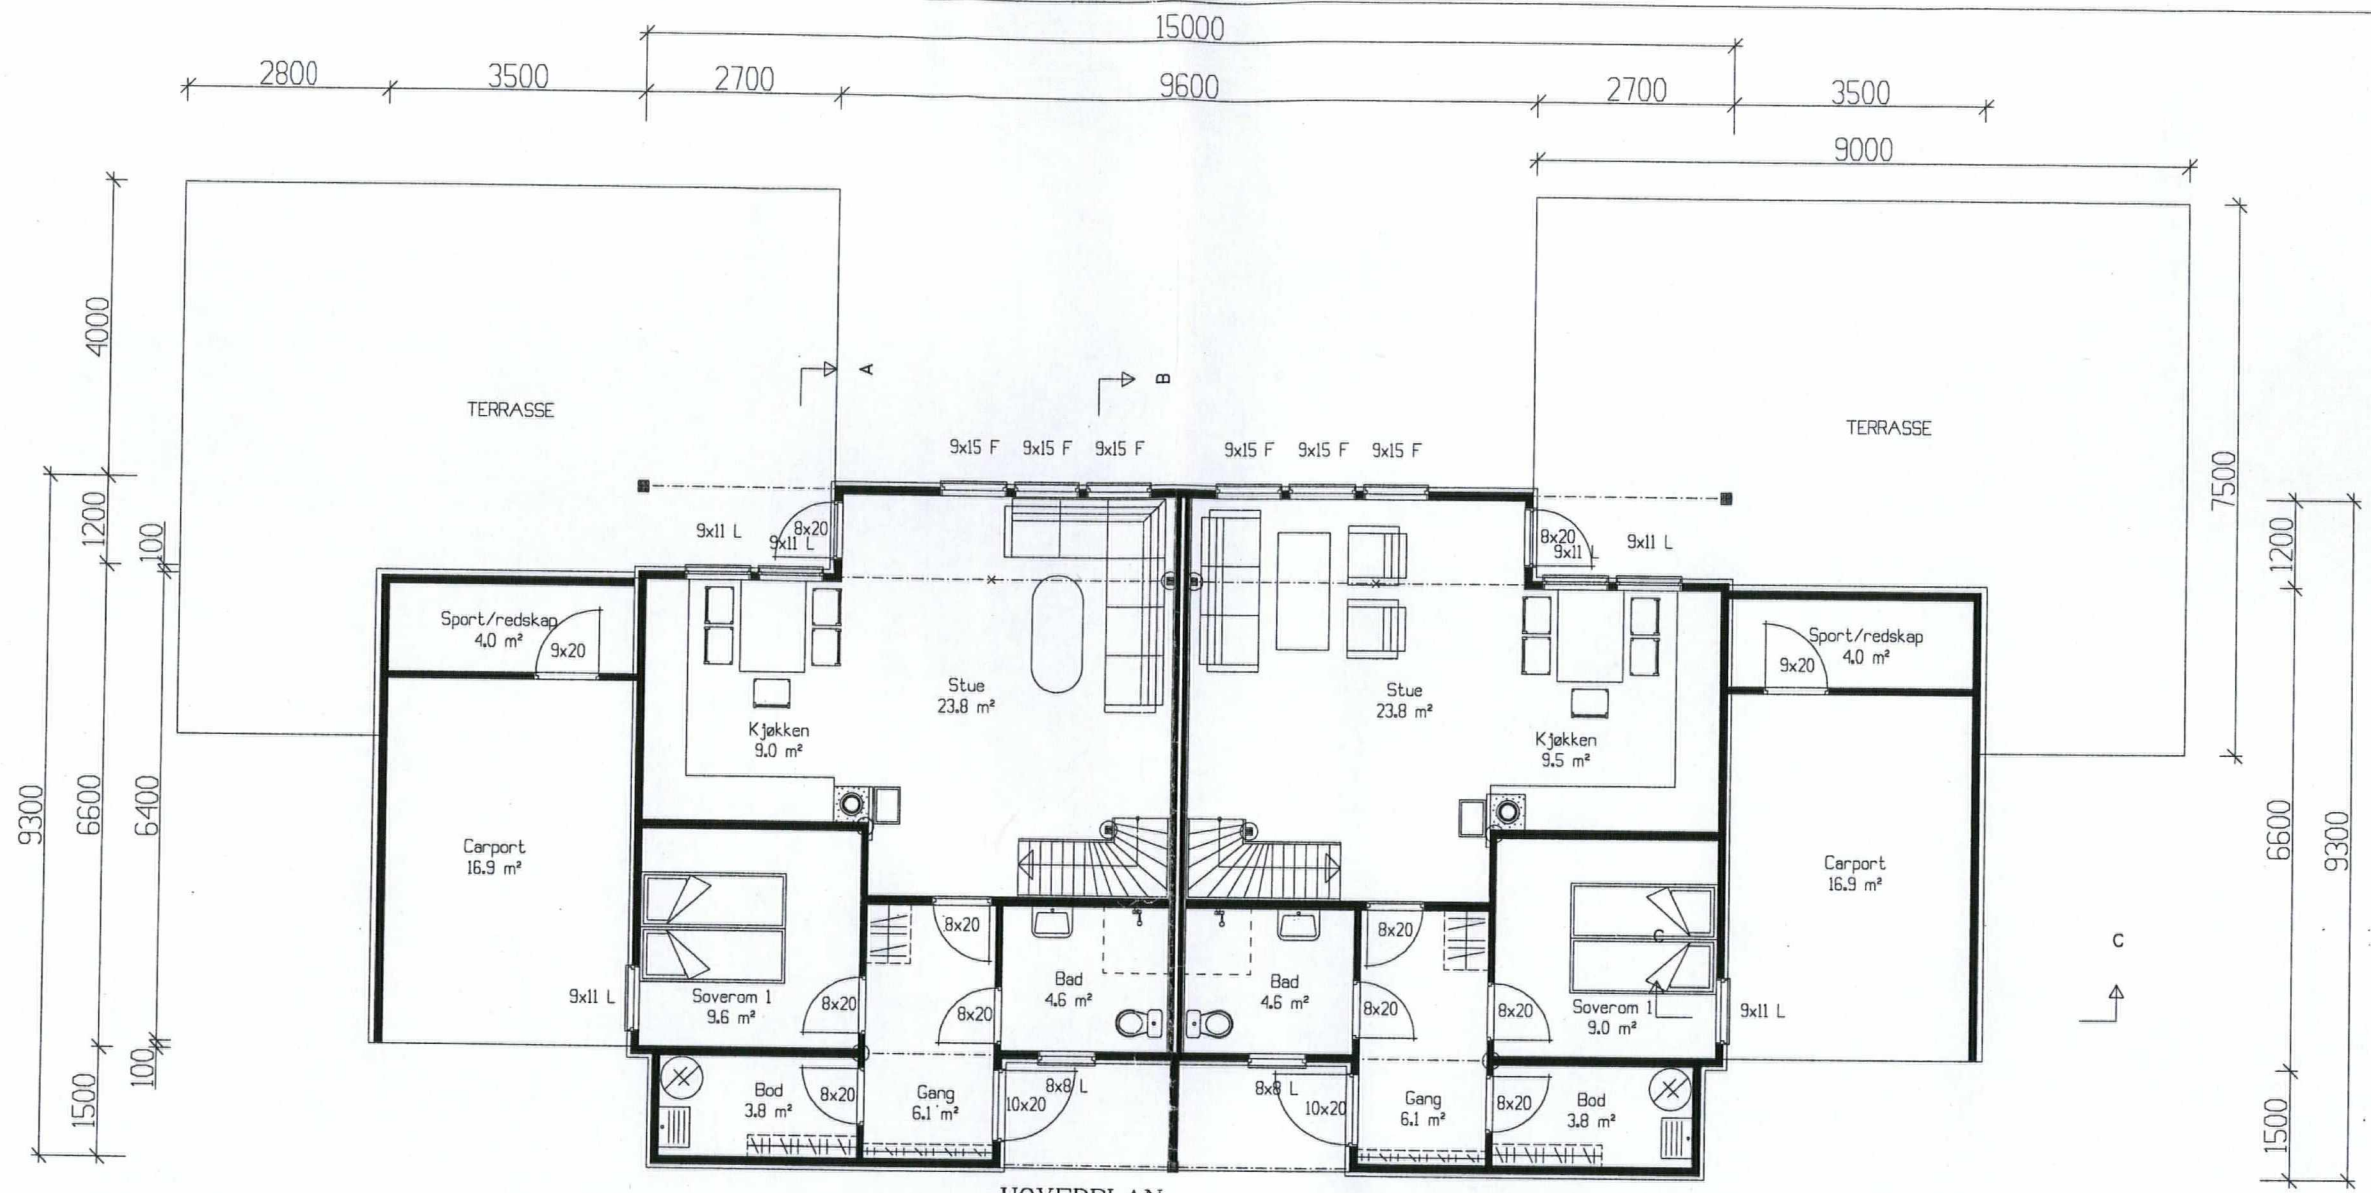 15000
2800
3500
2700
9600
2700
3500
9000
4000
1200
100
9300
6600
6400
100
1500
TERRASSE
A
B
TERRASSE
7500
1200
6600
9300
1500
9x15 F
9x15 F
9x15 F
9x15 F
9x15 F
9x15 F
9x11 L
8x20
9x11 L
8x20
9x11 L
9x11 L
Sport/redskap
4.0 m²
9x20
Sport/redskap
4.0 m²
9x20
Stue
23.8 m²
Stue
23.8 m²
Kjøkken
9.0 m²
Kjøkken
9.5 m²
Carport
16.9 m²
Carport
16.9 m²
8x20
8x20
C
C
Bad
4.6 m²
Bad
4.6 m²
9x11 L
Soverom 1
9.6 m²
8x20
8x20
8x20
8x20
Soverom 1
9.0 m²
9x11 L
Bod
3.8 m²
8x20
Gang
6.1 m²
10x20
8x8 L
8x8 L
10x20
Gang
6.1 m²
8x20
Bod
3.8 m²